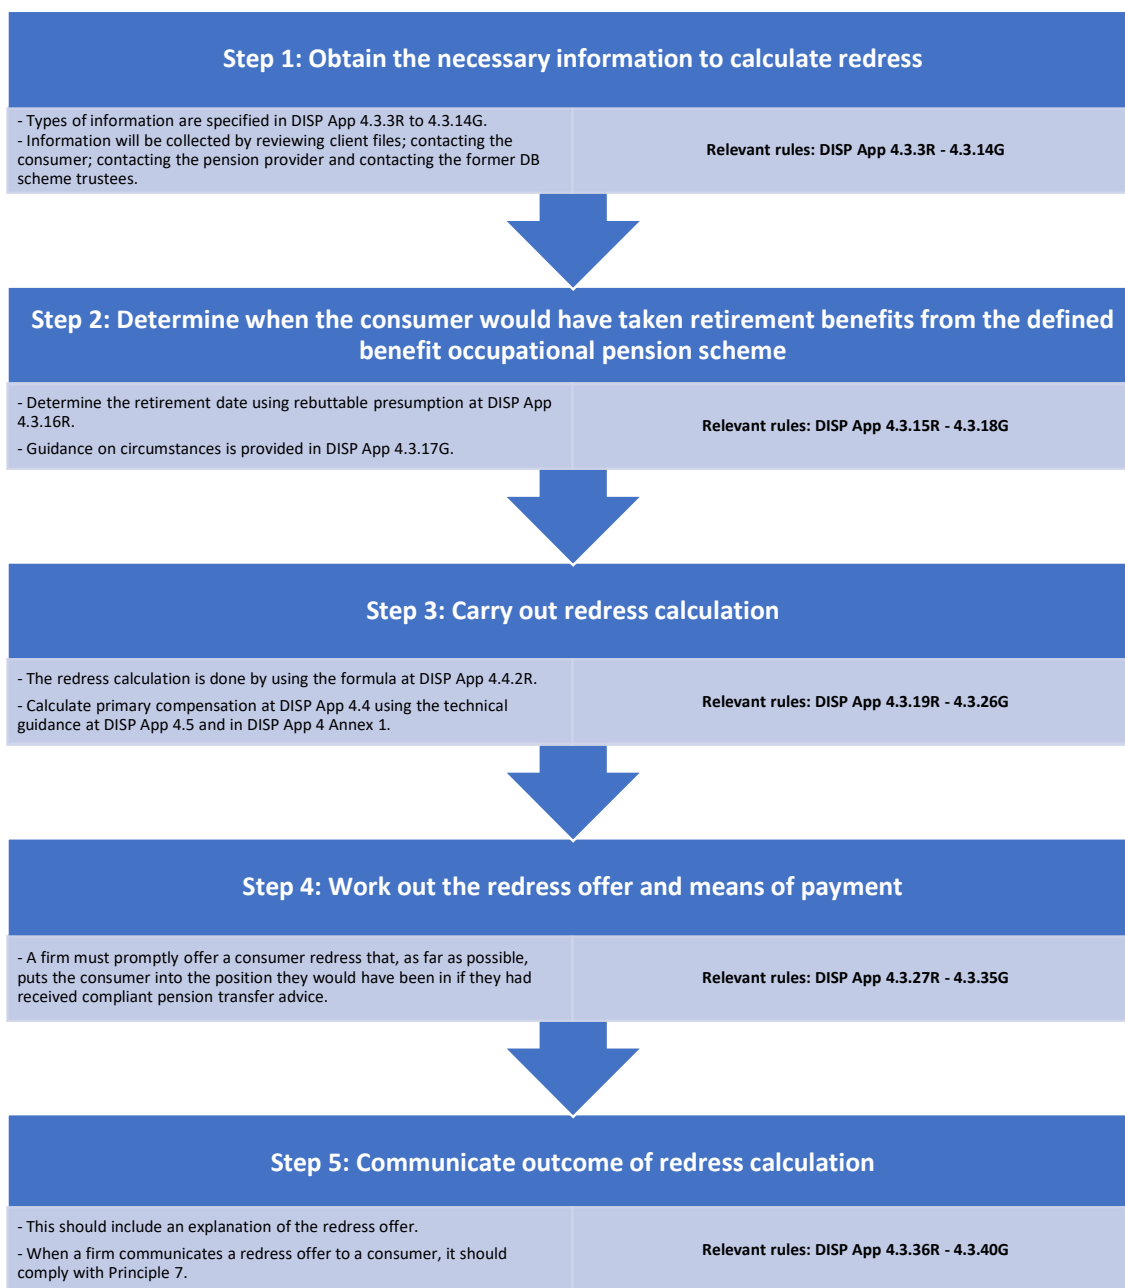 Step 1: Obtain the necessary information to calculate redress
- Types of information are specified in DISP App 4.3.3R to 4.3.14G.
- Information will be collected by reviewing client files; contacting the
consumer; contacting the pension provider and contacting the former DB
scheme trustees.
Relevant rules: DISP App 4.3.3R - 4.3.14G
Step 2: Determine when the consumer would have taken retirement benefits from the defined
benefit occupational pension scheme
- Determine the retirement date using rebuttable presumption at DISP App
4.3.16R.
- Guidance on circumstances is provided in DISP App 4.3.17G.
Relevant rules: DISP App 4.3.15R - 4.3.18G
Step 3: Carry out redress calculation
- The redress calculation is done by using the formula at DISP App 4.4.2R.
- Calculate primary compensation at DISP App 4.4 using the technical
guidance at DISP App 4.5 and in DISP App 4 Annex 1.
Relevant rules: DISP App 4.3.19R - 4.3.26G
Step 4: Work out the redress offer and means of payment
- A firm must promptly offer a consumer redress that, as far as possible,
puts the consumer into the position they would have been in if they had
received compliant pension transfer advice.
Relevant rules: DISP App 4.3.27R - 4.3.35G
Step 5: Communicate outcome of redress calculation
- This should include an explanation of the redress offer.
- When a firm communicates a redress offer to a consumer, it should
comply with Principle 7.
Relevant rules: DISP App 4.3.36R - 4.3.40G